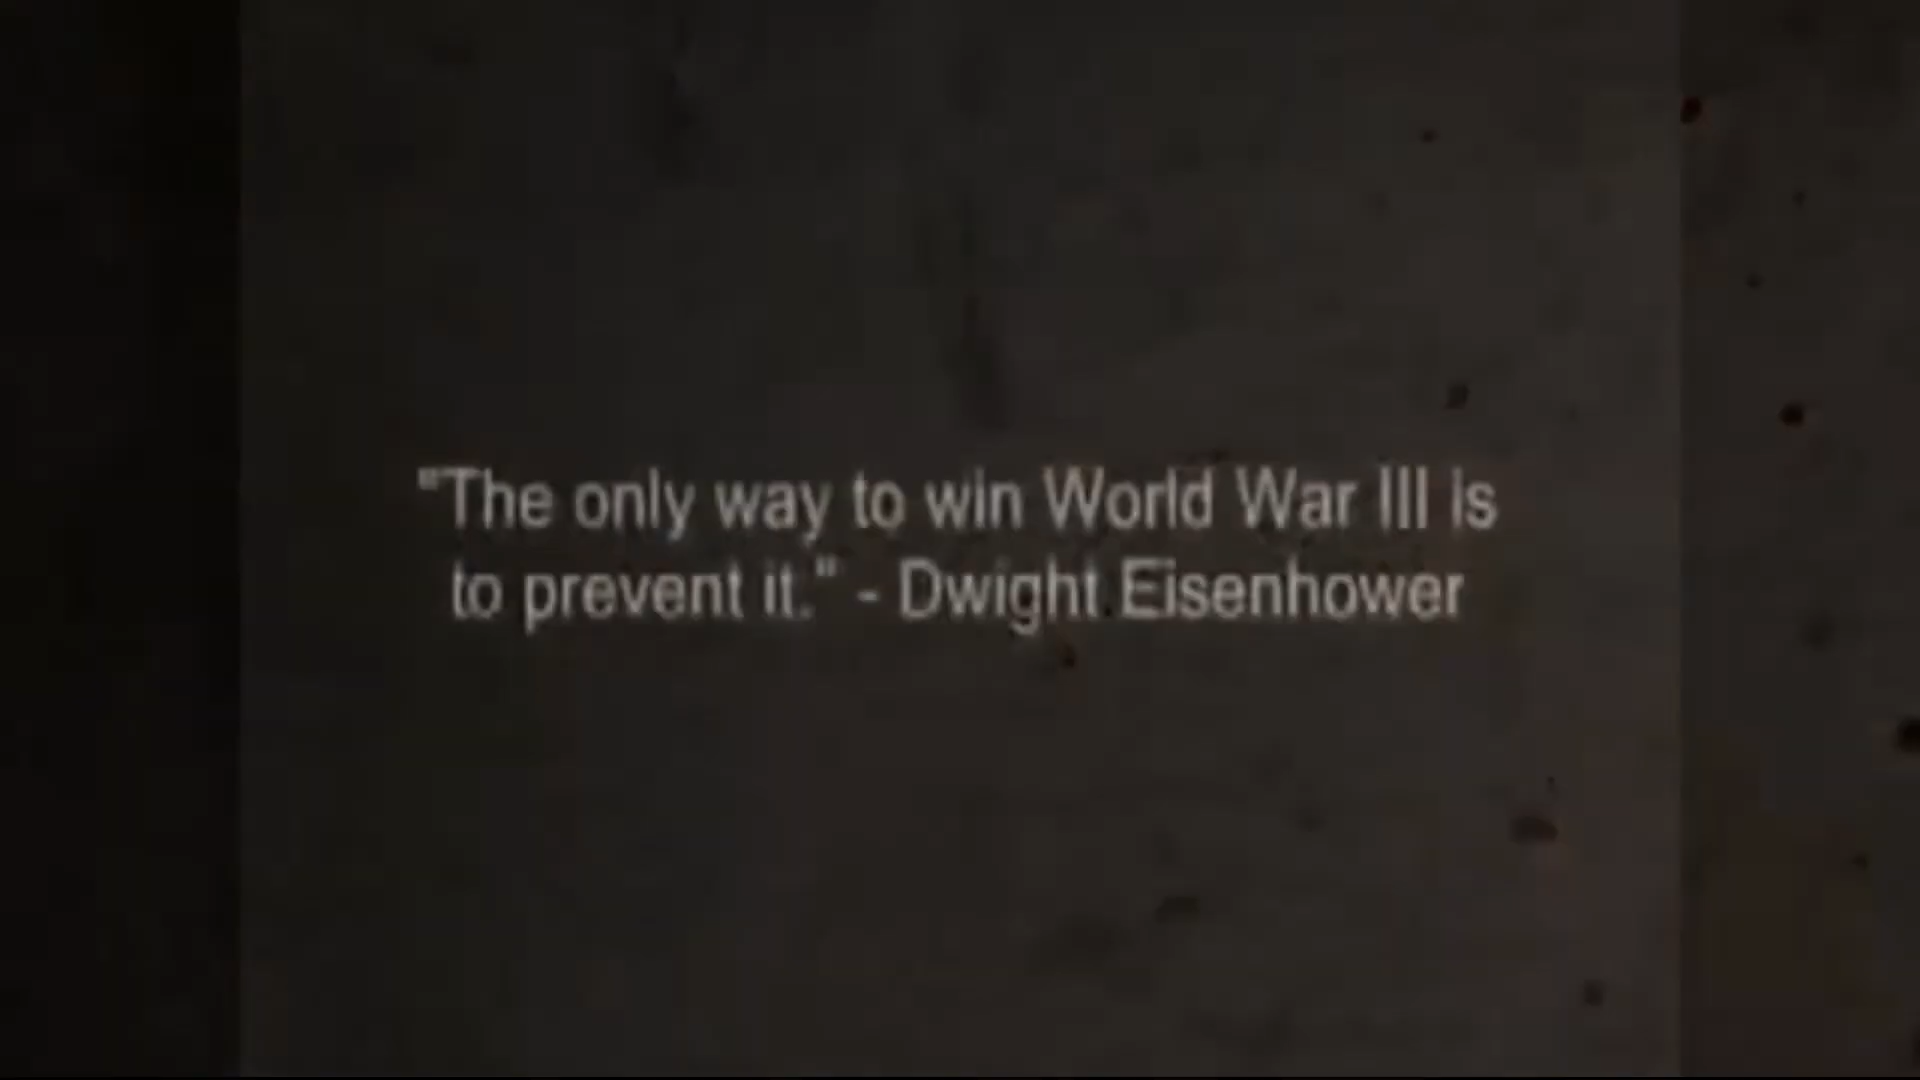 "The only way to win World War III is
to prevent it." - Dwight Eisenhower